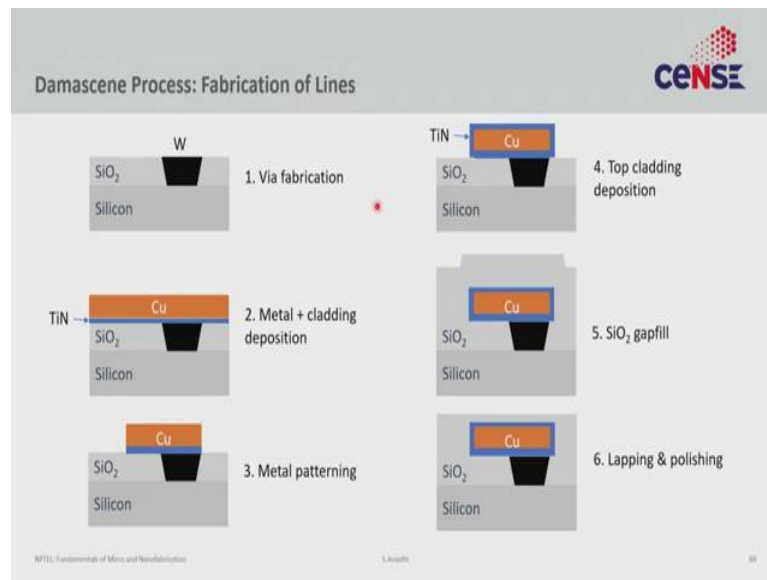 Damascene Process: Fabrication of Lines
CeNSE
W
SiO2
Silicon
1. Via fabrication
Cu
TiN
SiO2
Silicon
2. Metal + cladding
deposition
Cu
SiO2
Silicon
3. Metal patterning
TiN
Cu
SiO2
Silicon
4. Top cladding
deposition
Cu
SiO2
Silicon
5. SiO2 gapfill
Cu
SiO2
Silicon
6. Lapping & polishing
NPTEL: Fundamentals of Micro and Nanofabrication